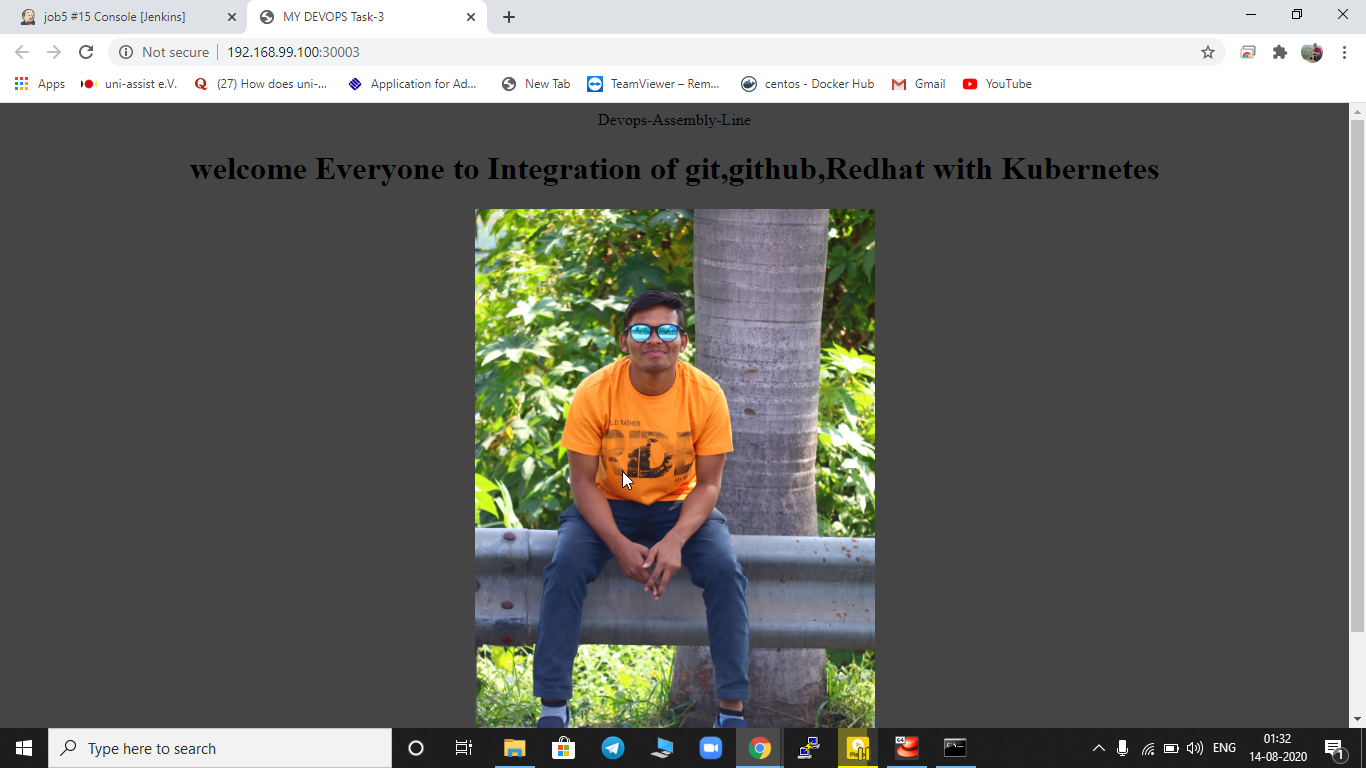 job5 #15 Console [Jenkins]
MY DEVOPS Task-3
Not secure
192.168.99.100:30003
Apps
uni-assist e.V.
(27) How does uni-...
Application for Ad...
New Tab
TeamViewer – Rem...
centos - Docker Hub
Gmail
YouTube
Devops-Assembly-Line
welcome Everyone to Integration of git,github,Redhat with Kubernetes
RATHER
Type here to search
64
ENG
01:32
14-08-2020
1